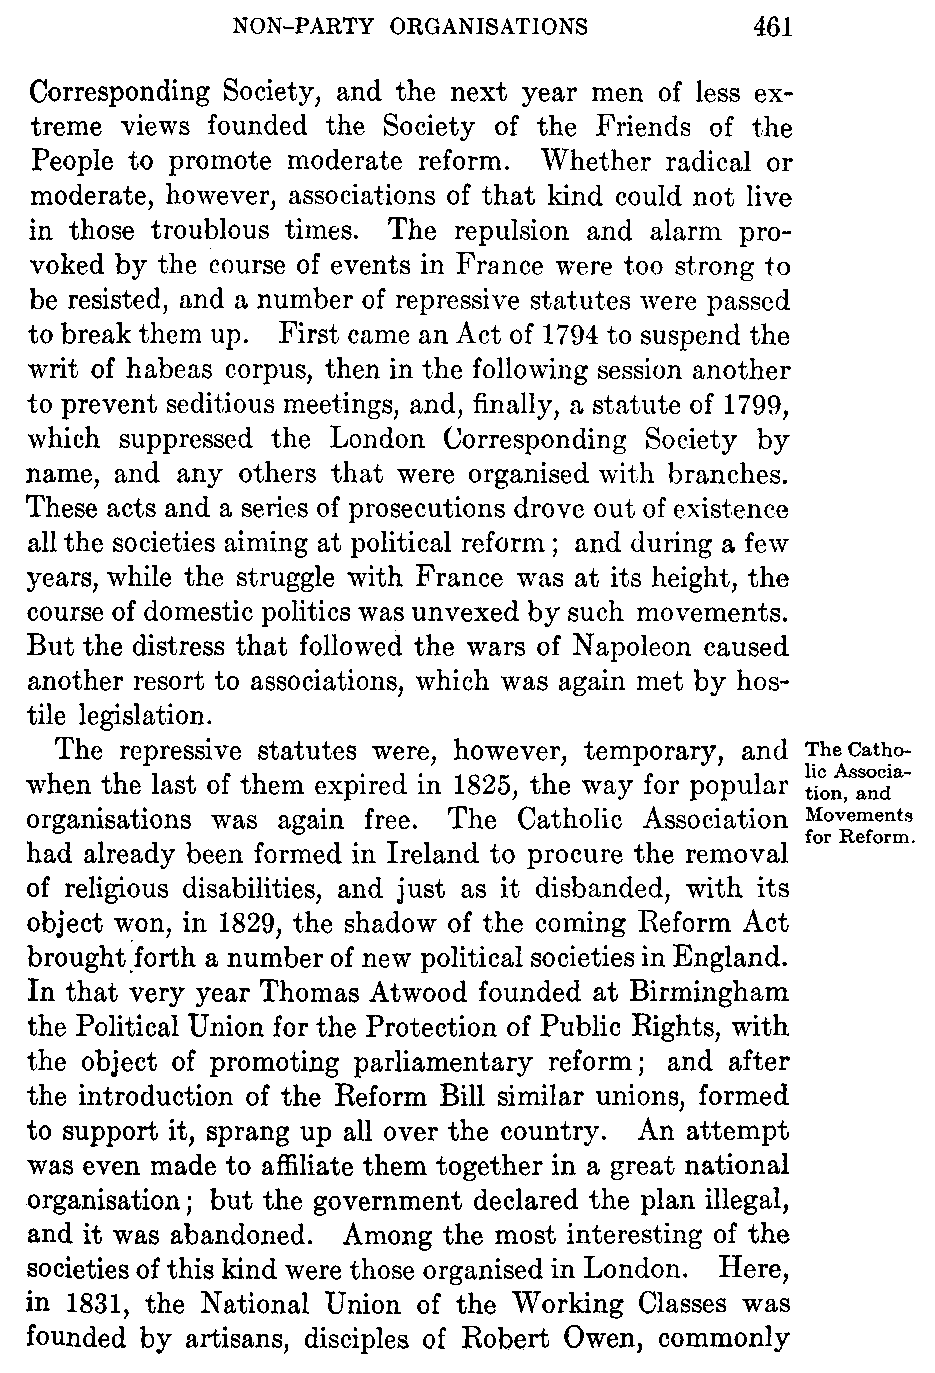 NON-PARTY ORGANISATIONS 461
Corresponding Society, and the next year men of less ex-
treme views founded the Society of the Friends of the
People to promote moderate reform. Whether radical or
moderate, however, associations of that kind could not live
in those troublous times. The repulsion and alarm pro-
voked by the course of events in France were too strong to
be resisted, and a number of repressive statutes were passed
to break them up. First came an Act of 1794 to suspend the
writ of habeas corpus, then in the following session another
to prevent seditious meetings, and, finally, a statute of 1799,
which suppressed the London Corresponding Society by
name, and any others that were organised with branches.
These acts and a series of prosecutions drove out of existence
all the societies aiming at political reform; and during a few
years, while the struggle with France was at its height, the
course of domestic politics was unvexed by such movements.
But the distress that followed the wars of Napoleon caused
another resort to associations, which was again met by hos-
tile legislation.
The repressive statutes were, however, temporary, and
when the last of them expired in 1825, the way for popular
organisations was again free. The Catholic Association
had already been formed in Ireland to procure the removal
of religious disabilities, and just as it disbanded, with its
object won, in 1829, the shadow of the coming Reform Act
brought forth a number of new political societies in England.
In that very year Thomas Atwood founded at Birmingham
the Political Union for the Protection of Public Rights, with
the object of promoting parliamentary reform; and after
the introduction of the Reform Bill similar unions, formed
to support it, sprang up all over the country. An attempt
was even made to affiliate them together in a great national
organisation; but the government declared the plan illegal,
and it was abandoned. Among the most interesting of the
societies of this kind were those organised in London. Here,
in 1831, the National Union of the Working Classes was
founded by artisans, disciples of Robert Owen, commonly
The Catho-
lic Associa-
tion, and
Movements
for Reform.